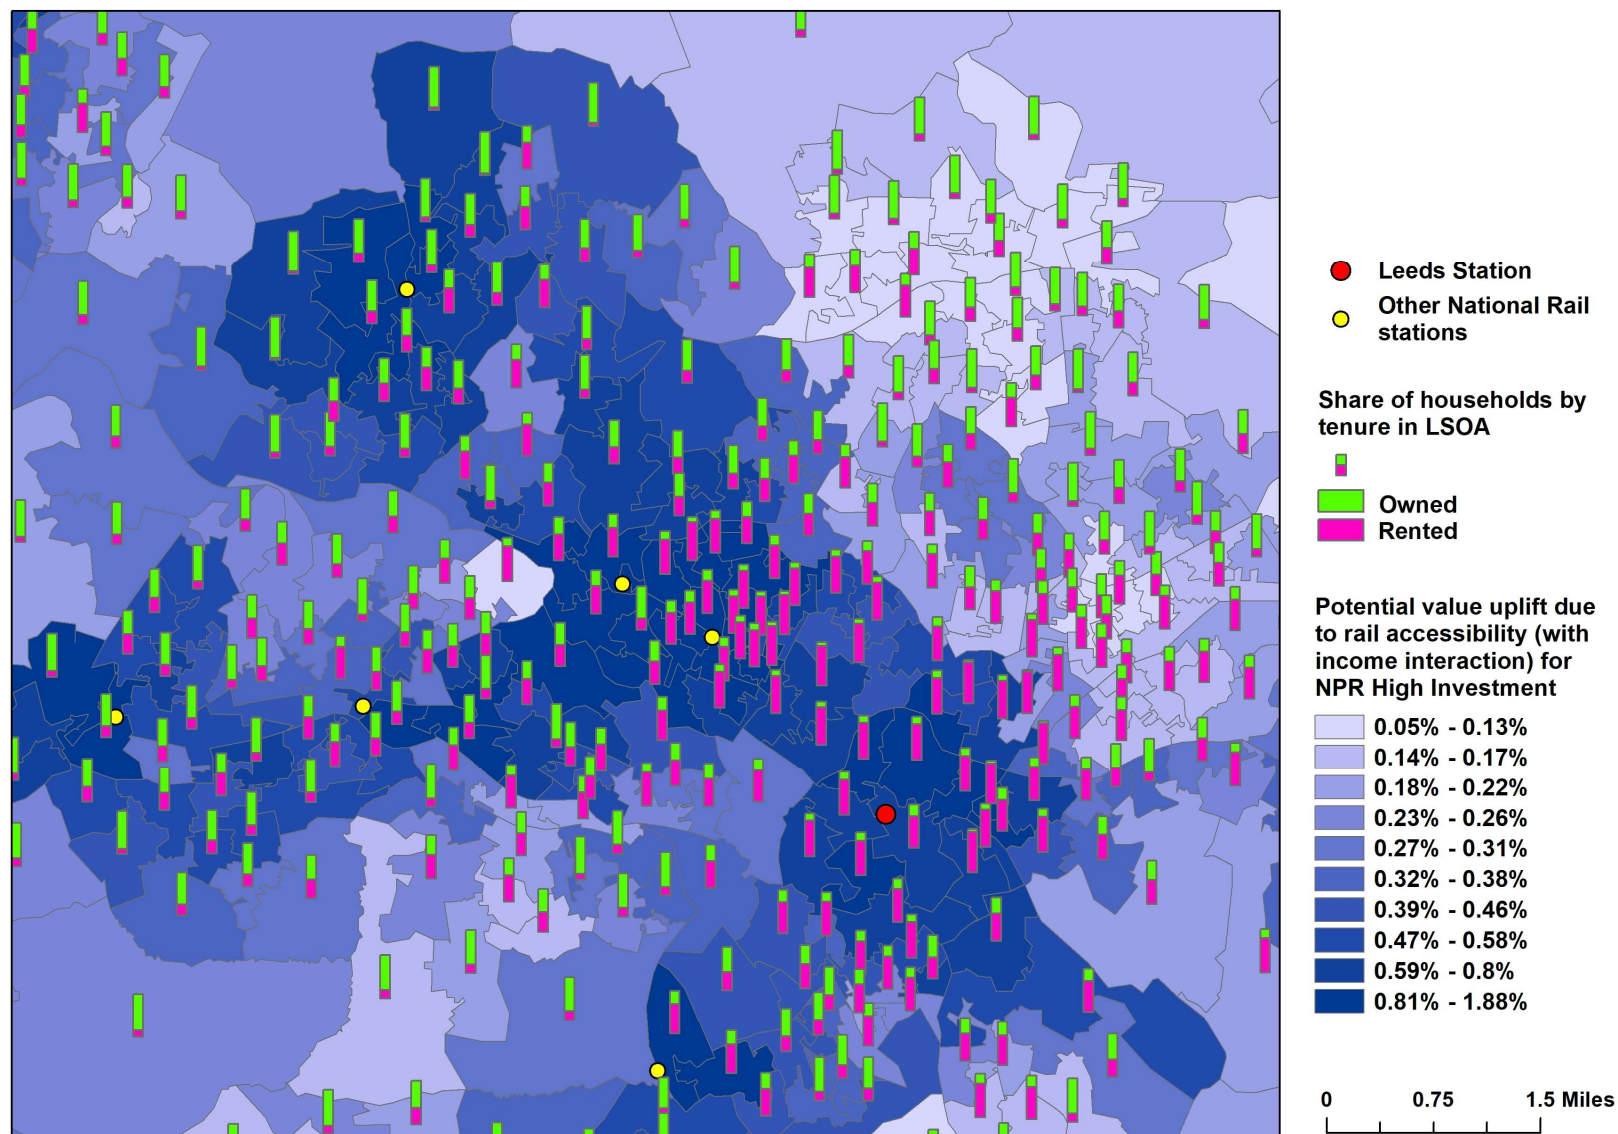 Leeds Station
Other National Rail
stations
Share of households by
tenure in LSOA
Owned
Rented
Potential value uplift due
to rail accessibility (with
income interaction) for
NPR High Investment
0.05% - 0.13%
0.14% - 0.17%
0.18% - 0.22%
0.23% - 0.26%
0.27% - 0.31%
0.32% - 0.38%
0.39% - 0.46%
0.47% - 0.58%
0.59% - 0.8%
0.81% - 1.88%
0 0.75 1.5 Miles